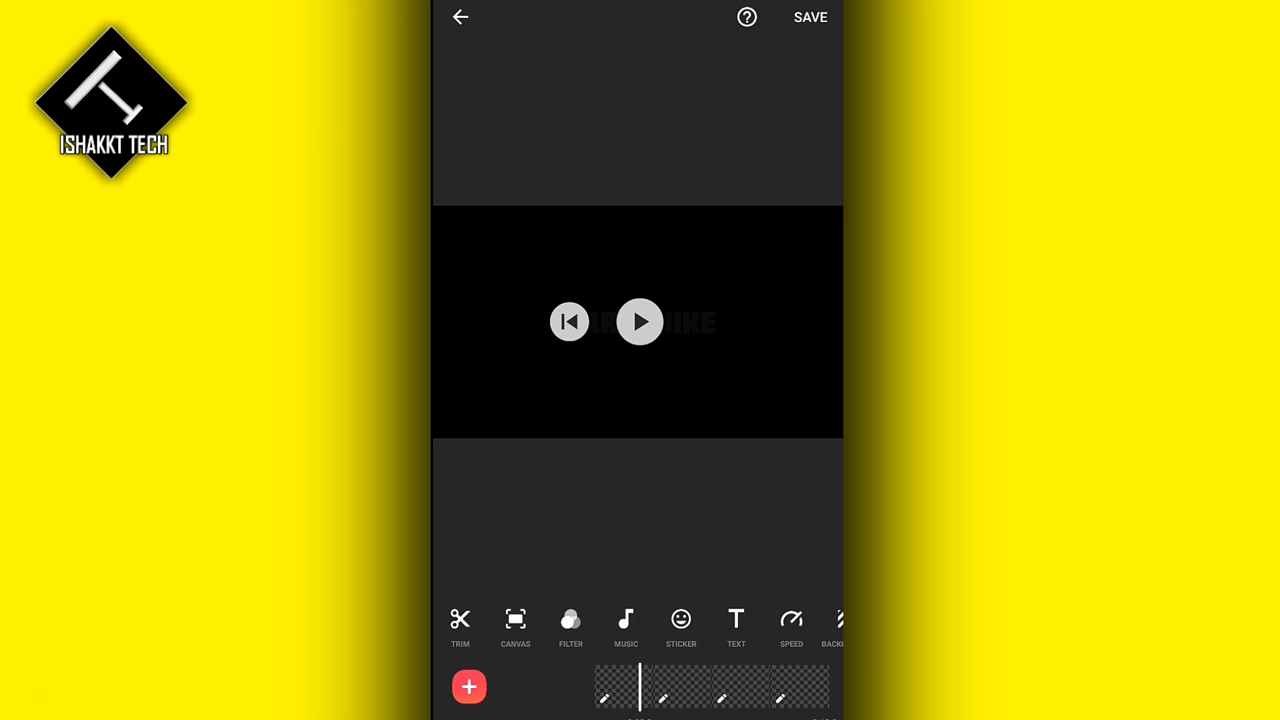 SAVE
ISHAKKT TECH
TRIM
CANVAS
FILTER
MUSIC
STICKER
TEXT
SPEED